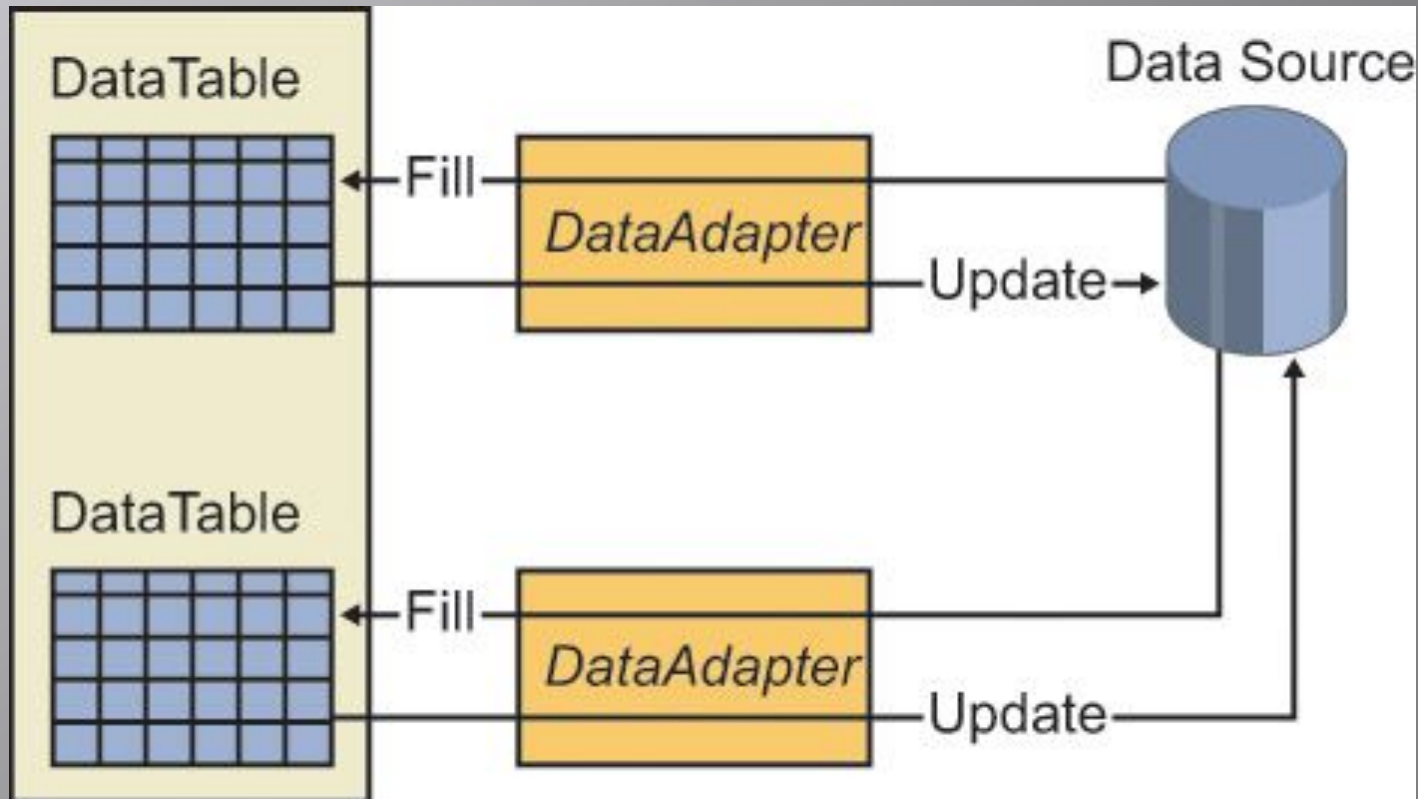 DataTable
Data Source
Fill
DataAdapter
Update
DataTable
Fill
DataAdapter
Update